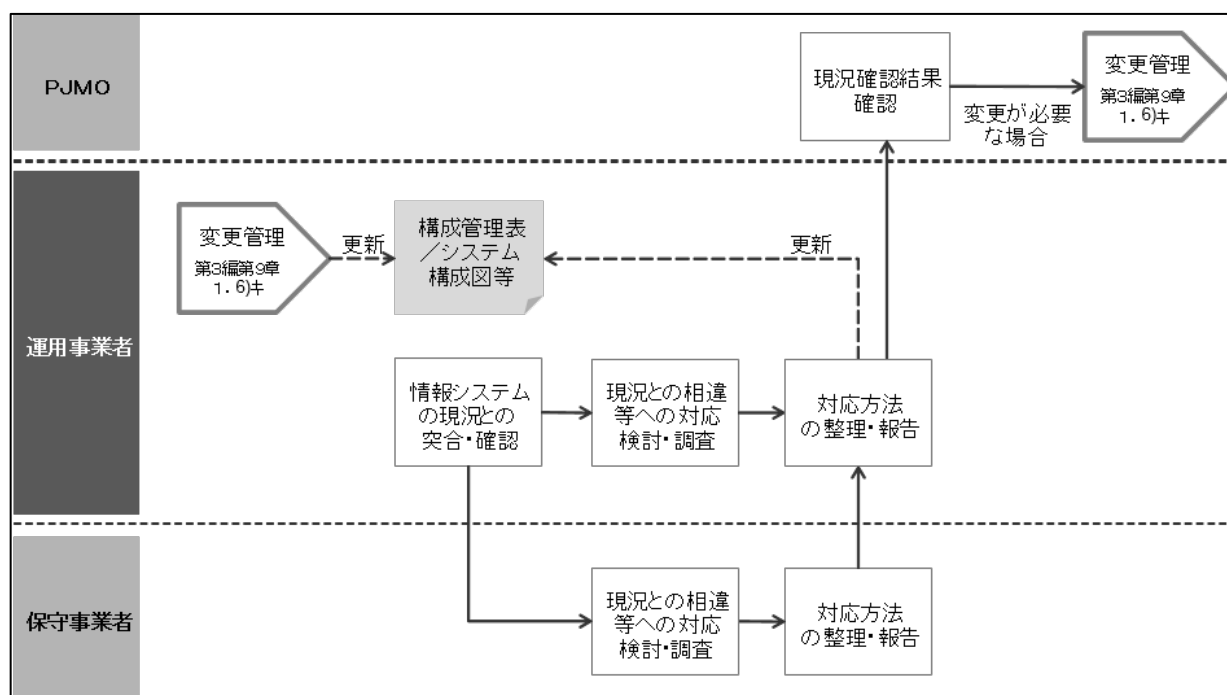 PJMO
現況確認結果
確認
変更が必要
な場合
変更管理
第3編第9章
1. 6)キ
運用事業者
変更管理
第3編第9章
1. 6)キ
更新
構成管理表
／システム
構成図等
更新
情報システム
の現況との
突合・確認
現況との相違
等への対応
検討・調査
対応方法
の整理・報告
保守事業者
現況との相違
等への対応
検討・調査
対応方法
の整理・報告